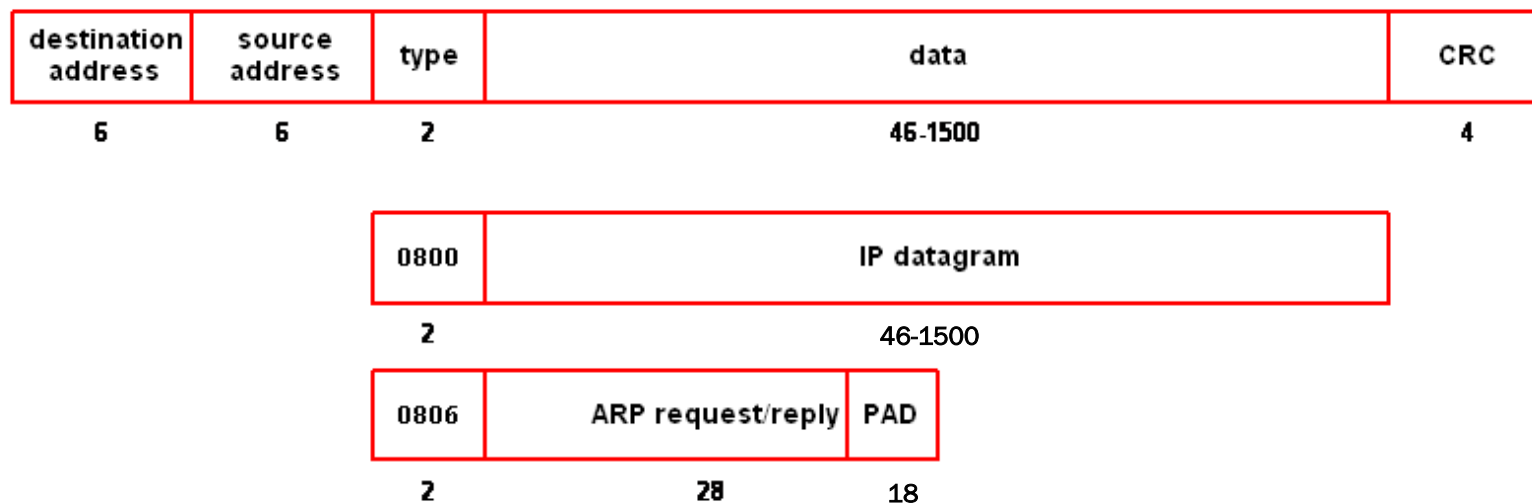 destination address source address type data CRC
6 6 2 46-1500 4
0800 IP datagram
2 46-1500
0806 ARP request/reply PAD
2 28 18